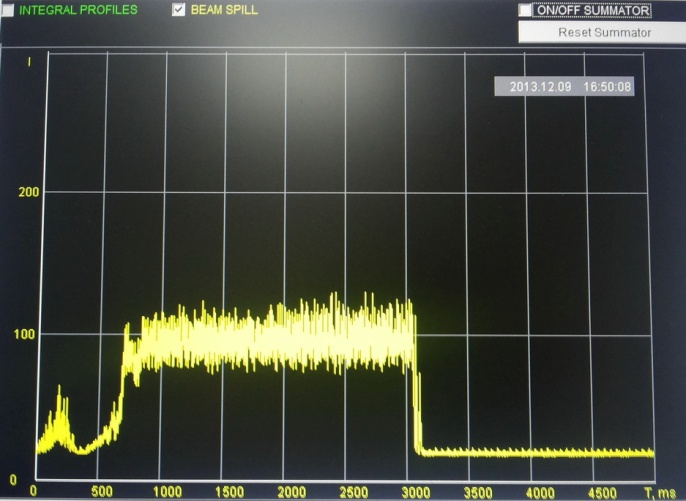 INTEGRAL PROFILES
BEAM SPILL
ON/OFF SUMMATOR
Reset Summator
I
2013.12.09 16:50:08
200
100
0
0 500 1000 1500 2000 2500 3000 3500 4000 4500 T, ms